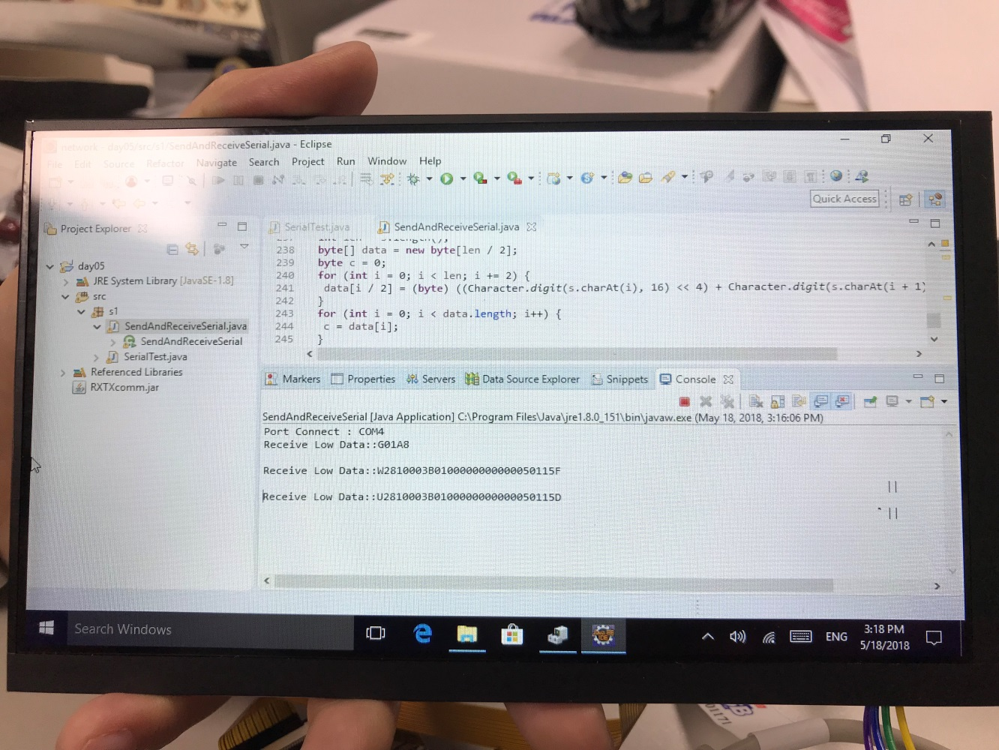 network - day05/src/s1/SendAndReceiveSerial.java - Eclipse
File Edit Source Refactor Navigate Search Project Run Window Help
Quick Access
Project Explorer
SerialTest.java SendAndReceiveSerial.java
238 byte[] data = new byte[len / 2];
239 byte c = 0;
240 for (int i = 0; i < len; i += 2) {
241 data[i / 2] = (byte) ((Character.digit(s.charAt(i), 16) << 4) + Character.digit(s.charAt(i + 1)
242 }
243 for (int i = 0; i < data.length; i++) {
244 c = data[i];
245 }
day05
JRE System Library [JavaSE-1.8]
src
s1
SendAndReceiveSerial.java
SendAndReceiveSerial
SerialTest.java
Referenced Libraries
RXTXcomm.jar
Markers Properties Servers Data Source Explorer Snippets Console
SendAndReceiveSerial [Java Application] C:\Program Files\Java\jre1.8.0_151\bin\javaw.exe (May 18, 2018, 3:16:06 PM)
Port Connect : COM4
Receive Low Data::G01A8
Receive Low Data::W2810003B0100000000000050115F
Receive Low Data::U2810003B0100000000000050115D
Search Windows
ENG
3:18 PM
5/18/2018
01171